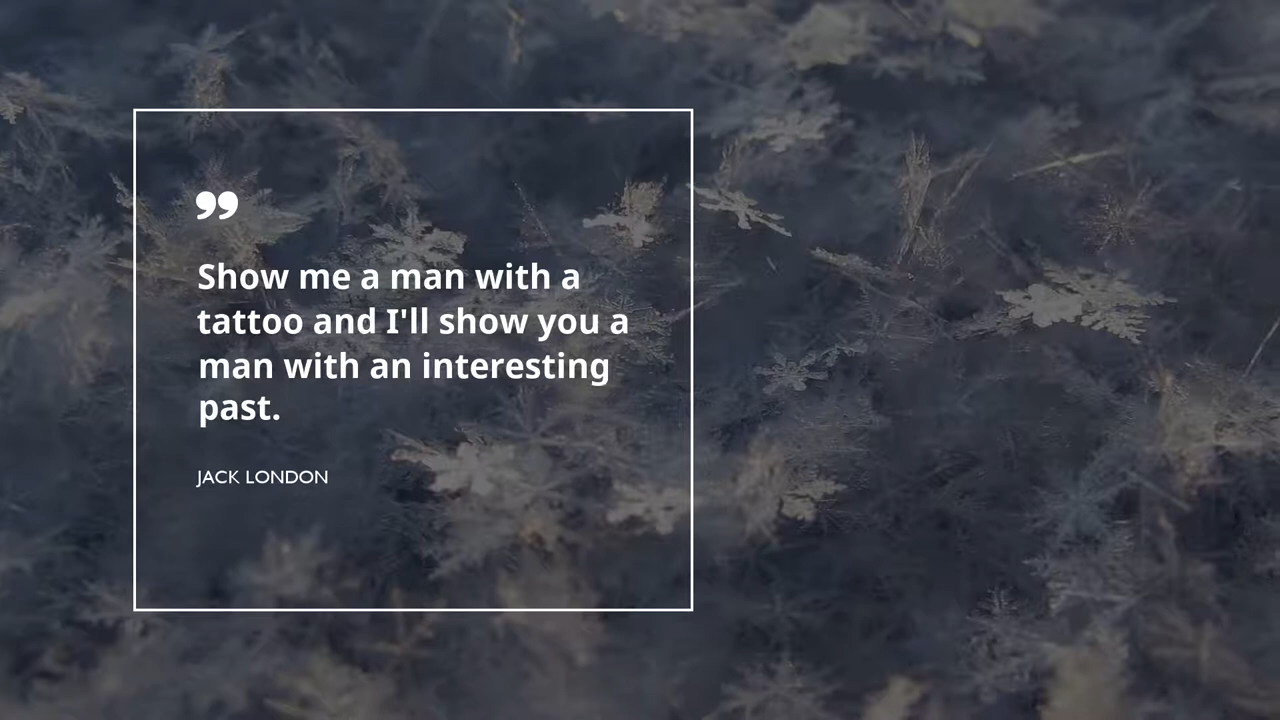 ❞
Show me a man with a
tattoo and I'll show you a
man with an interesting
past.
JACK LONDON